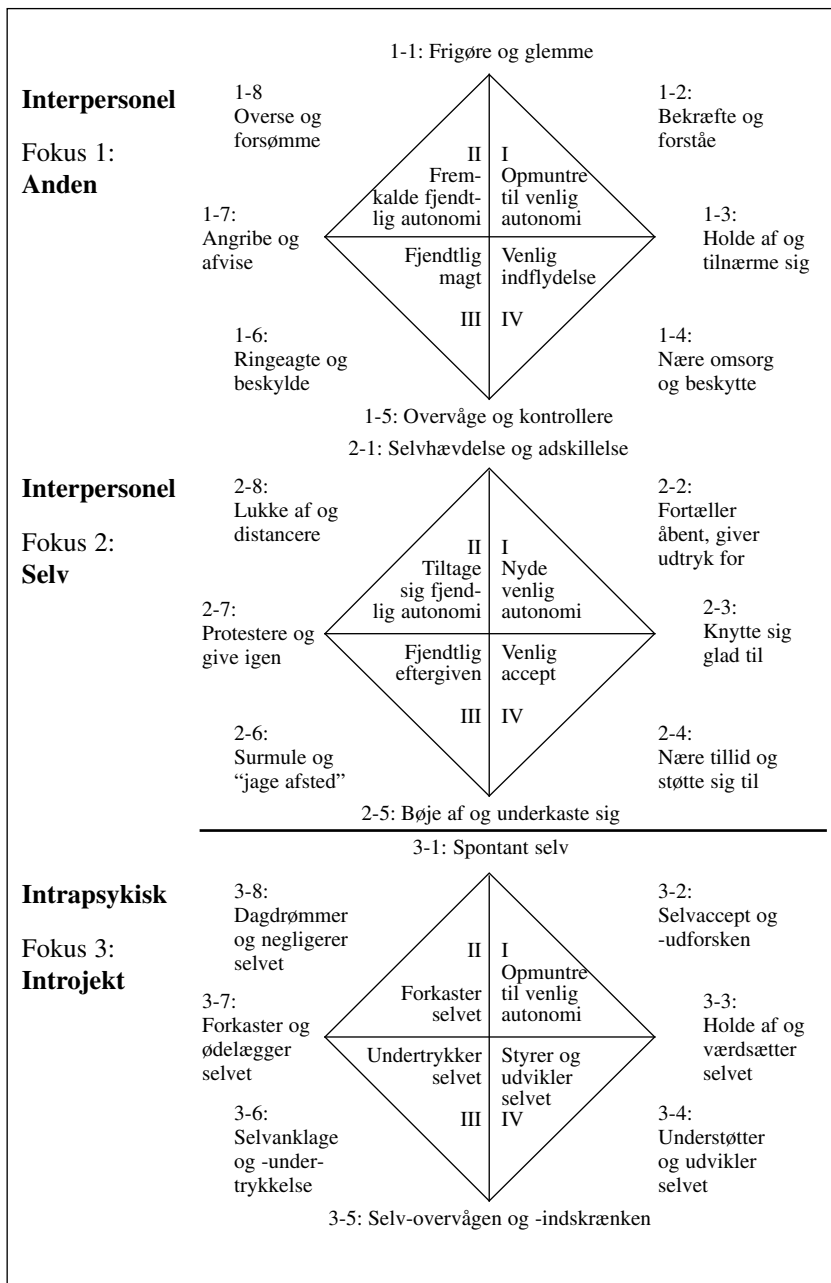 1-1: Frigøre og glemme
Interpersonel
Fokus 1:
Anden
1-8
Overse og
forsømme
1-2:
Bekræfte og
forståe
II
Frem-
kalde fjendt-
lig autonomi
I
Opmuntre
til venlig
autonomi
1-7:
Angribe og
afvise
1-3:
Holde af og
tilnærme sig
Fjendtlig
magt
III
Venlig
indflydelse
IV
1-6:
Ringeagte og
beskylde
1-4:
Nære omsorg
og beskytte
1-5: Overvåge og kontrollere
2-1: Selvhævdelse og adskillelse
Interpersonel
Fokus 2:
Selv
2-8:
Lukke af og
distancere
2-2:
Fortæller
åbent, giver
udtryk for
II
Tiltage
sig fjend-
lig autonomi
I
Nyde
venlig
autonomi
2-7:
Protestere og
give igen
2-3:
Knytte sig
glad til
Fjendtlig
eftergiven
III
Venlig
accept
IV
2-6:
Surmule og
“jage afsted”
2-4:
Nære tillid og
støtte sig til
2-5: Bøje af og underkaste sig
3-1: Spontant selv
Intrapsykisk
Fokus 3:
Introjekt
3-8:
Dagdrømmer
og negligerer
selvet
3-2:
Selvaccept og
-udforsken
II
Forkaster
selvet
I
Opmuntre
til venlig
autonomi
3-7:
Forkaster og
ødelægger
selvet
3-3:
Holde af og
værdsætter
selvet
Undertrykker
selvet
III
Styrer og
udvikler
selvet
IV
3-6:
Selvanklage
og -under-
trykkelse
3-4:
Understøtter
og udvikler
selvet
3-5: Selv-overvågen og -indskrænken